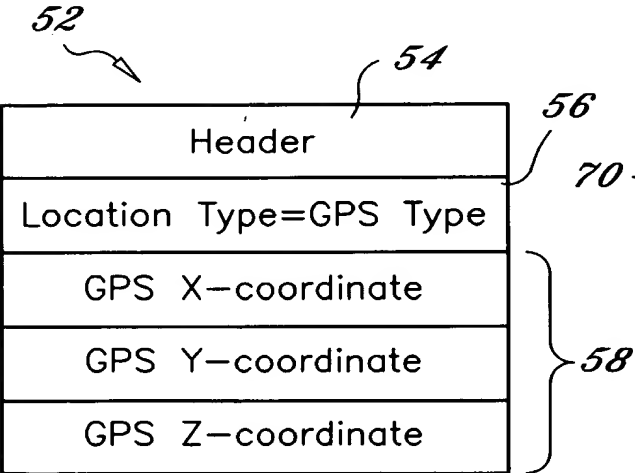 52
54
Header
56
Location Type=GPS Type
70
GPS X-coordinate
GPS Y-coordinate
58
GPS Z-coordinate